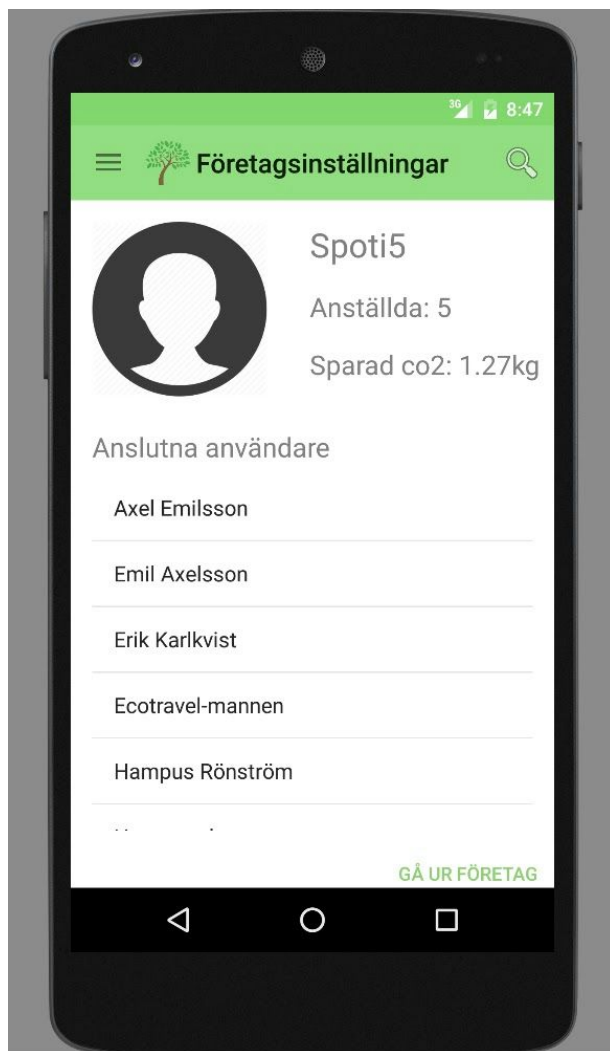 3G 8:47
Företagsinställningar
Spoti5
Anställda: 5
Sparad co2: 1.27kg
Anslutna användare
Axel Emilsson
Emil Axelsson
Erik Karlkvist
Ecotravel-mannen
Hampus Rönström
GÅ UR FÖRETAG